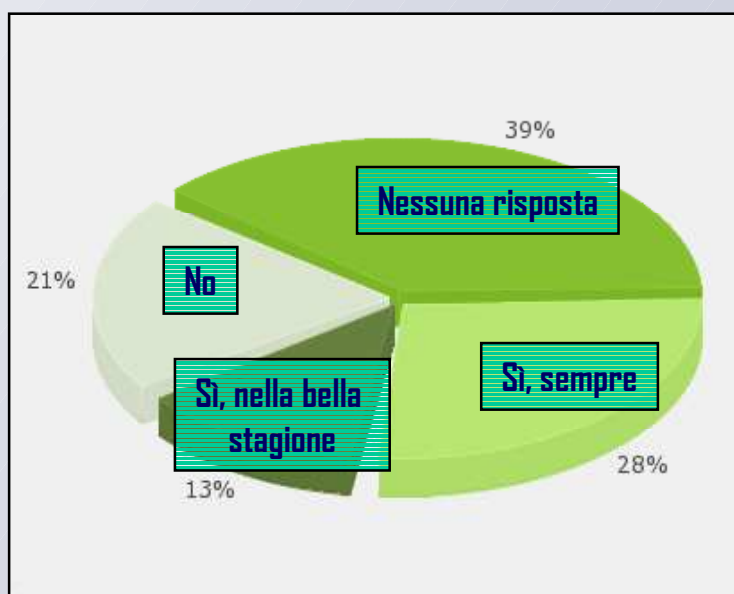 39%
Nessuna risposta
21%
No
Sì, nella bella
stagione
Sì, sempre
13%
28%